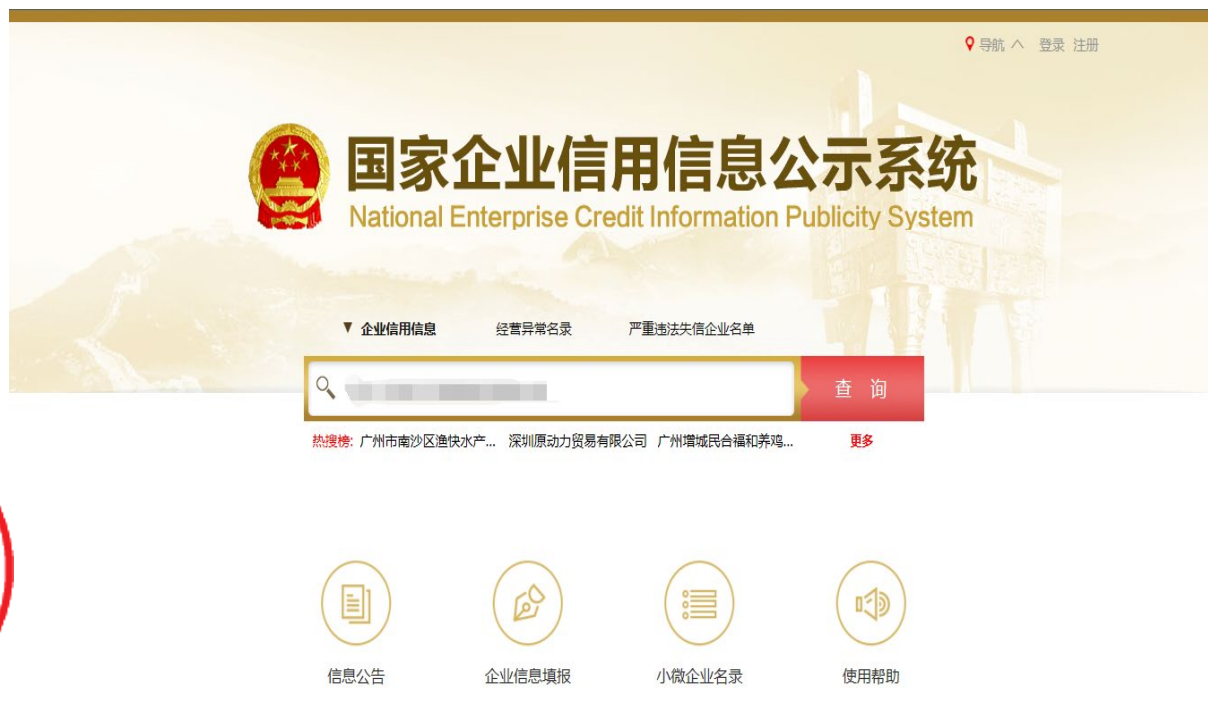 导航 登录 注册
国家企业信用信息公示系统
National Enterprise Credit Information Publicity System
企业信用信息 经营异常名录 严重违法失信企业名单
查 询
热搜榜: 广州市南沙区渔快水产... 深圳原动力贸易有限公司 广州增城民合福和养鸡... 更多
信息公告 企业信息填报 小微企业名录 使用帮助